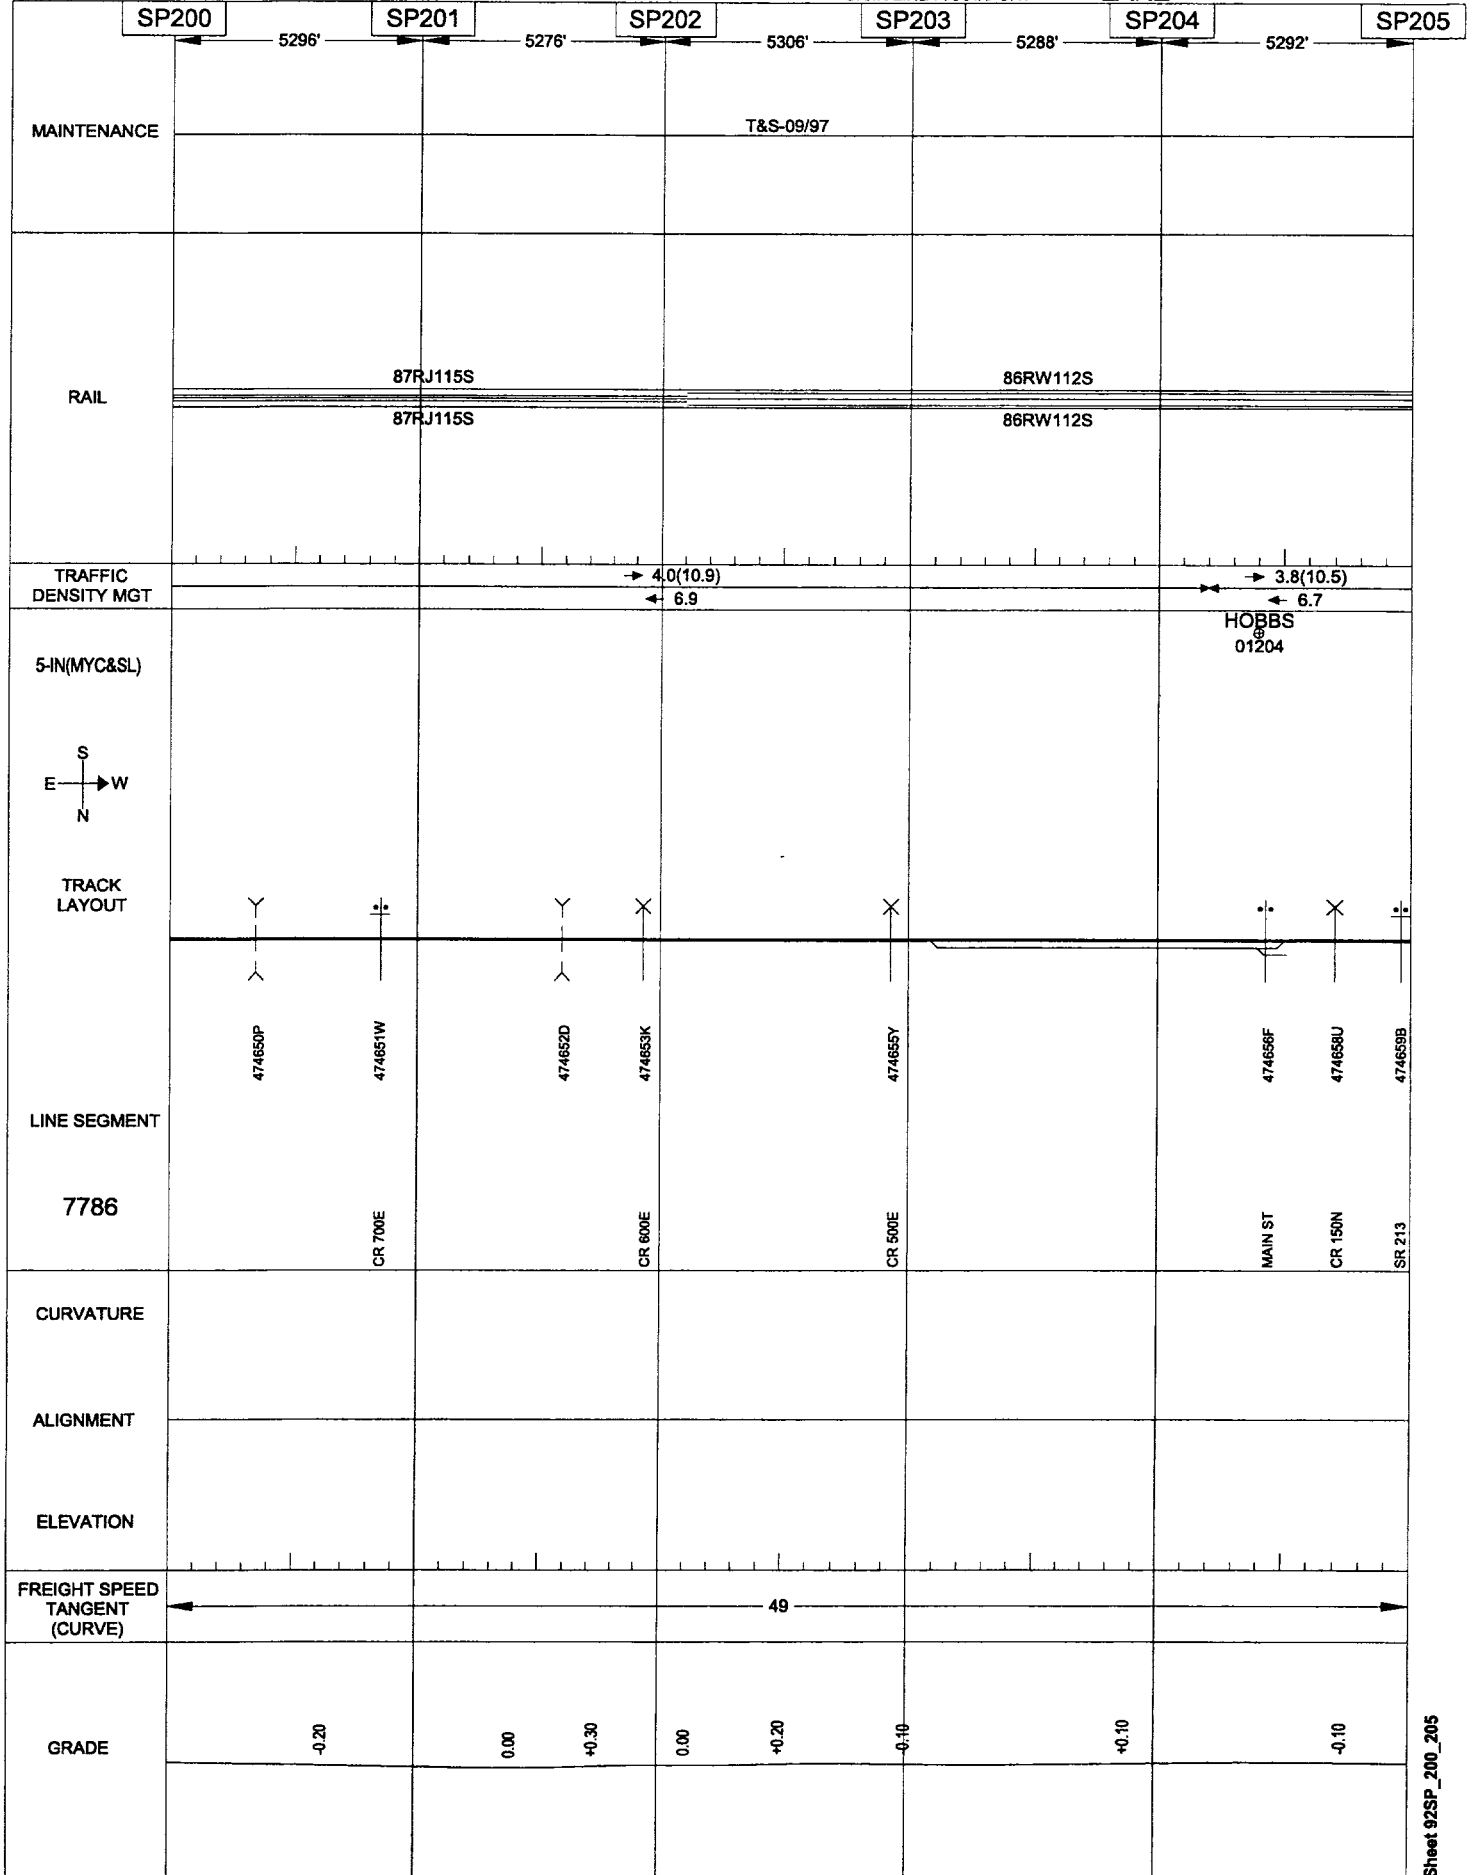 SP200 SP201 SP202 SP203 SP204 SP205
5296' 5276' 5306' 5288' 5292'
MAINTENANCE
T&S-09/97
RAIL
87RJ115S 86RW112S
87RJ115S 86RW112S
TRAFFIC
DENSITY MGT
4.0(10.9) 3.8(10.5)
6.9 6.7
HOBBS
01204
5-IN(MYC&SL)
S
E W
N
TRACK
LAYOUT
474650P
474651W
474652D
474653K
474655Y
474656F
474658U
474659B
LINE SEGMENT
7786
CR 700E
CR 600E
CR 500E
MAIN ST
CR 150N
SR 213
CURVATURE
ALIGNMENT
ELEVATION
FREIGHT SPEED
TANGENT
(CURVE)
49
GRADE
-0.20
0.00
+0.30
0.00
+0.20
-0.10
+0.10
-0.10
Sheet 92SP_200_205